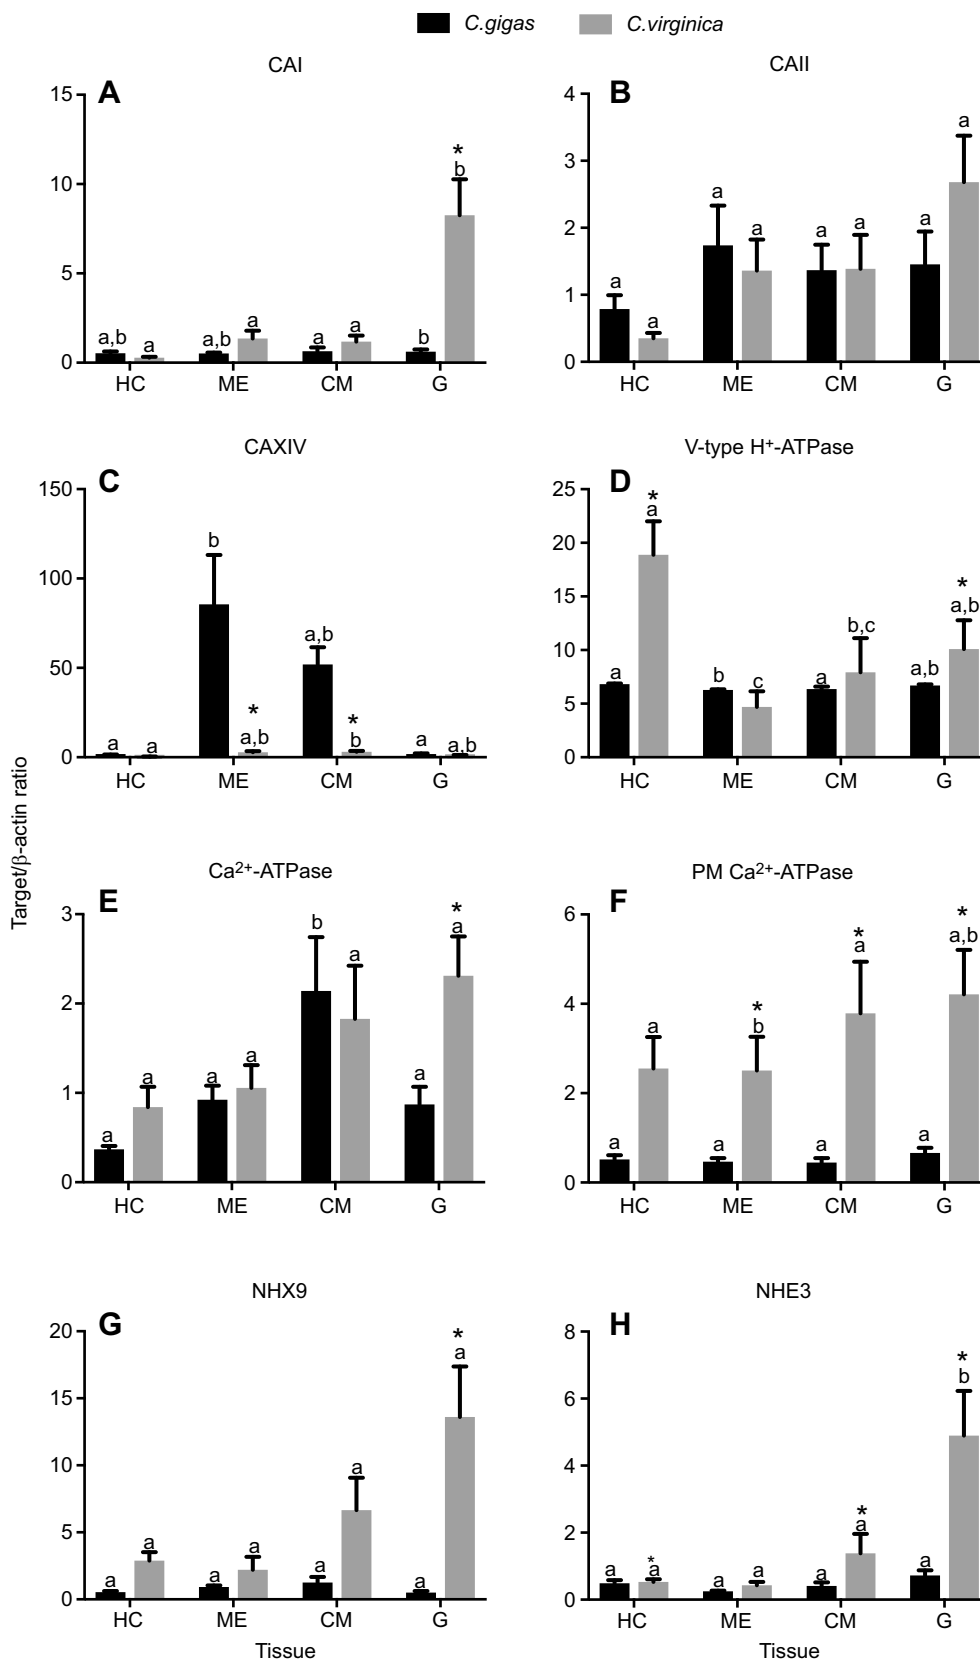 C.gigas C.virginica
CAI
A
15
10
5
0
a,b a a,b a a a b b *
HC ME CM G
CAII
B
4
3
2
1
0
a a a a a a a a
HC ME CM G
CAXIV
C
150
100
50
0
a a b a,b * a,b b * a a,b
HC ME CM G
V-type H⁺-ATPase
D
25
20
15
10
5
0
a a * b c a b,c a,b a,b *
HC ME CM G
Target/β-actin ratio
Ca²⁺-ATPase
E
3
2
1
0
a a a a b a a a *
HC ME CM G
PM Ca²⁺-ATPase
F
6
4
2
0
a a a b * a a * a a,b *
HC ME CM G
NHX9
G
20
15
10
5
0
a a a a a a a a *
HC ME CM G
Tissue
NHE3
H
8
6
4
2
0
a a * a a a a * a b *
HC ME CM G
Tissue